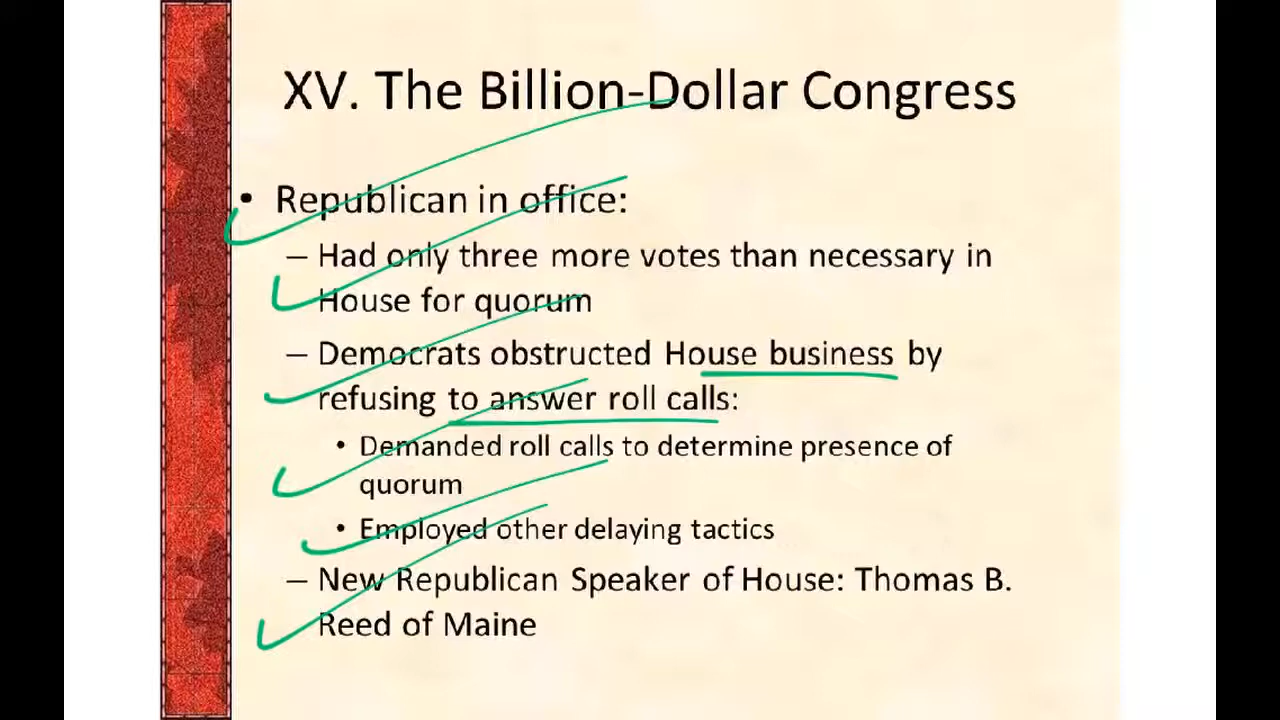 XV. The Billion-Dollar Congress
• Republican in office:
– Had only three more votes than necessary in
House for quorum
– Democrats obstructed House business by
refusing to answer roll calls:
• Demanded roll calls to determine presence of
quorum
• Employed other delaying tactics
– New Republican Speaker of House: Thomas B.
Reed of Maine